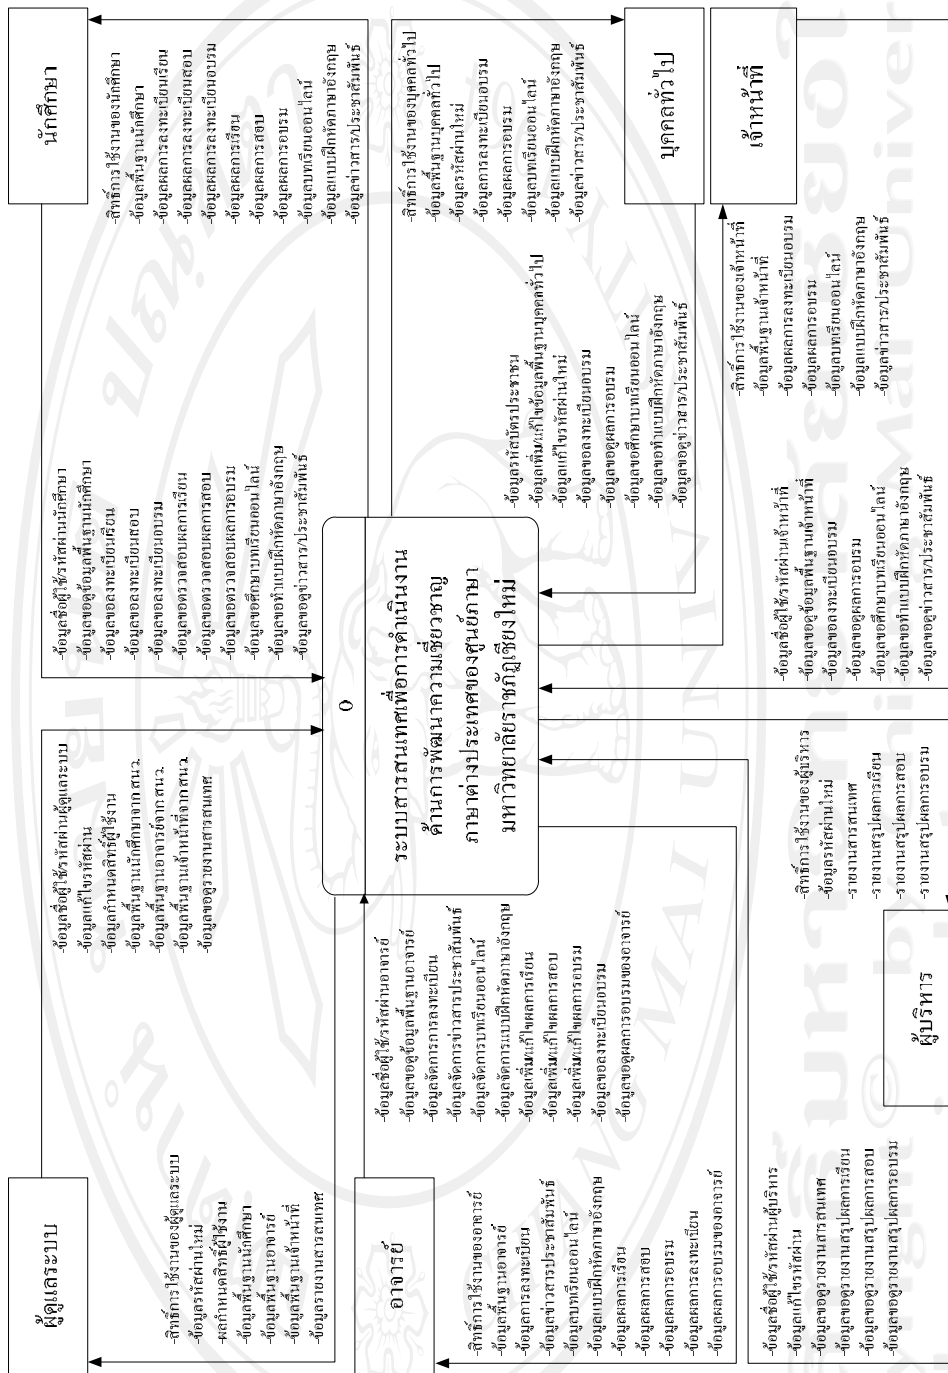 ผู้ดูแลระบบ
-สิทธิ์การใช้งานของผู้ดูแลระบบ
-ข้อมูลรหัสผ่านใหม่
-ผลกำหนดสิทธิ์ผู้ใช้งาน
-ข้อมูลพื้นฐานนักศึกษา
-ข้อมูลพื้นฐานอาจารย์
-ข้อมูลพื้นฐานเจ้าหน้าที่
-ข้อมูลรายงานสารสนเทศ
-ข้อมูลชื่อผู้ใช้/รหัสผ่านผู้ดูแลระบบ
-ข้อมูลแก้ไขรหัสผ่าน
-ข้อมูลกำหนดสิทธิ์ผู้ใช้งาน
-ข้อมูลพื้นฐานนักศึกษาจาก สนว.
-ข้อมูลพื้นฐานอาจารย์จาก สนว.
-ข้อมูลพื้นฐานเจ้าหน้าที่จาก สนว.
-ข้อมูลขอดูรายงานสารสนเทศ
-ข้อมูลชื่อผู้ใช้/รหัสผ่านนักศึกษา
-ข้อมูลขอดูข้อมูลพื้นฐานนักศึกษา
-ข้อมูลขอลงทะเบียนเรียน
-ข้อมูลขอลงทะเบียนสอบ
-ข้อมูลขอลงทะเบียนอบรม
-ข้อมูลขอตรวจสอบผลการเรียน
-ข้อมูลขอตรวจสอบผลการสอบ
-ข้อมูลขอตรวจสอบผลการอบรม
-ข้อมูลขอศึกษาบทเรียนออนไลน์
-ข้อมูลขอทำแบบฝึกหัดภาษาอังกฤษ
-ข้อมูลขอดูข่าวสาร/ประชาสัมพันธ์
นักศึกษา
-สิทธิ์การใช้งานของนักศึกษา
-ข้อมูลพื้นฐานนักศึกษา
-ข้อมูลผลการลงทะเบียนเรียน
-ข้อมูลผลการลงทะเบียนสอบ
-ข้อมูลผลการลงทะเบียนอบรม
-ข้อมูลผลการเรียน
-ข้อมูลผลการสอบ
-ข้อมูลผลการอบรม
-ข้อมูลบทเรียนออนไลน์
-ข้อมูลแบบฝึกหัดภาษาอังกฤษ
-ข้อมูลข่าวสาร/ประชาสัมพันธ์
อาจารย์
-สิทธิ์การใช้งานของอาจารย์
-ข้อมูลพื้นฐานอาจารย์
-ข้อมูลการลงทะเบียน
-ข้อมูลข่าวสารประชาสัมพันธ์
-ข้อมูลบทเรียนออนไลน์
-ข้อมูลแบบฝึกหัดภาษาอังกฤษ
-ข้อมูลผลการเรียน
-ข้อมูลผลการสอบ
-ข้อมูลผลการอบรม
-ข้อมูลผลการลงทะเบียน
-ข้อมูลผลการอบรมของอาจารย์
-ข้อมูลชื่อผู้ใช้/รหัสผ่านอาจารย์
-ข้อมูลขอดูข้อมูลพื้นฐานอาจารย์
-ข้อมูลจัดการการลงทะเบียน
-ข้อมูลจัดการข่าวสารประชาสัมพันธ์
-ข้อมูลจัดการบทเรียนออนไลน์
-ข้อมูลจัดการแบบฝึกหัดภาษาอังกฤษ
-ข้อมูลเพิ่ม/แก้ไขผลการเรียน
-ข้อมูลเพิ่ม/แก้ไขผลการสอบ
-ข้อมูลเพิ่ม/แก้ไขผลการอบรม
-ข้อมูลขอลงทะเบียนอบรม
-ข้อมูลขอดูผลการอบรมของอาจารย์
0
ระบบสารสนเทศเพื่อการดำเนินงาน
ด้านการพัฒนาความเชี่ยวชาญ
ภาษาต่างประเทศของศูนย์ภาษา
มหาวิทยาลัยราชภัฏเชียงใหม่
-สิทธิ์การใช้งานของบุคคลทั่วไป
-ข้อมูลพื้นฐานบุคคลทั่วไป
-ข้อมูลรหัสผ่านใหม่
-ข้อมูลการลงทะเบียนอบรม
-ข้อมูลผลการอบรม
-ข้อมูลบทเรียนออนไลน์
-ข้อมูลแบบฝึกหัดภาษาอังกฤษ
-ข้อมูลข่าวสาร/ประชาสัมพันธ์
-ข้อมูลรหัสบัตรประชาชน
-ข้อมูลเพิ่ม/แก้ไขข้อมูลพื้นฐานบุคคลทั่วไป
-ข้อมูลแก้ไขรหัสผ่านใหม่
-ข้อมูลขอลงทะเบียนอบรม
-ข้อมูลขอดูผลการอบรม
-ข้อมูลขอศึกษาบทเรียนออนไลน์
-ข้อมูลขอทำแบบฝึกหัดภาษาอังกฤษ
-ข้อมูลขอดูข่าวสาร/ประชาสัมพันธ์
บุคคลทั่วไป
เจ้าหน้าที่
-สิทธิ์การใช้งานของเจ้าหน้าที่
-ข้อมูลพื้นฐานเจ้าหน้าที่
-ข้อมูลผลการลงทะเบียนอบรม
-ข้อมูลผลการอบรม
-ข้อมูลบทเรียนออนไลน์
-ข้อมูลแบบฝึกหัดภาษาอังกฤษ
-ข้อมูลข่าวสาร/ประชาสัมพันธ์
-ข้อมูลชื่อผู้ใช้/รหัสผ่านเจ้าหน้าที่
-ข้อมูลขอดูข้อมูลพื้นฐานเจ้าหน้าที่
-ข้อมูลขอลงทะเบียนอบรม
-ข้อมูลขอดูผลการอบรม
-ข้อมูลขอศึกษาบทเรียนออนไลน์
-ข้อมูลขอทำแบบฝึกหัดภาษาอังกฤษ
-ข้อมูลขอดูข่าวสาร/ประชาสัมพันธ์
-ข้อมูลชื่อผู้ใช้/รหัสผ่านผู้บริหาร
-ข้อมูลแก้ไขรหัสผ่าน
-ข้อมูลขอดูรายงานสารสนเทศ
-ข้อมูลขอดูรายงานสรุปผลการเรียน
-ข้อมูลขอดูรายงานสรุปผลการสอบ
-ข้อมูลขอดูรายงานสรุปผลการอบรม
ผู้บริหาร
-สิทธิ์การใช้งานของผู้บริหาร
-ข้อมูลรหัสผ่านใหม่
-รายงานสารสนเทศ
-รายงานสรุปผลการเรียน
-รายงานสรุปผลการสอบ
-รายงานสรุปผลการอบรม